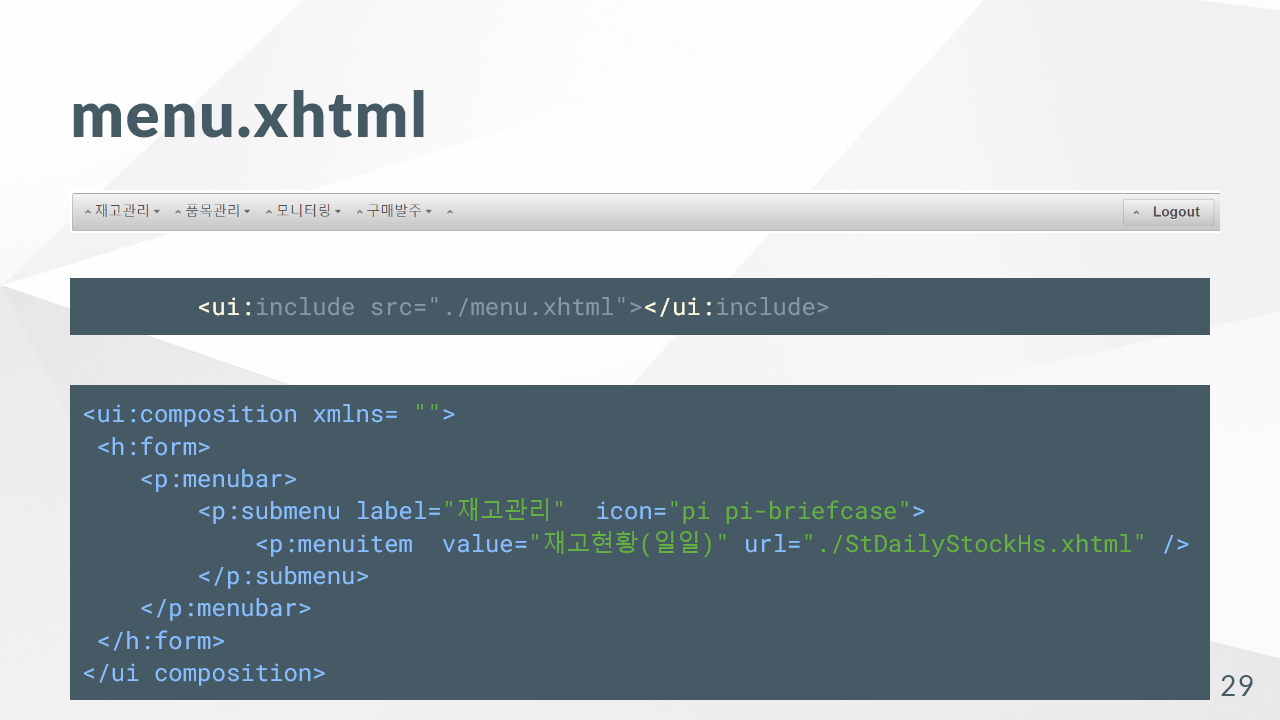 menu.xhtml
재고관리 품목관리 모니터링 구매발주 Logout
<ui:include src="./menu.xhtml"></ui:include>
<ui:composition xmlns= "">
<h:form>
<p:menubar>
<p:submenu label="재고관리"  icon="pi pi-briefcase">
<p:menuitem  value="재고현황(일일)" url="./StDailyStockHs.xhtml" />
</p:submenu>
</p:menubar>
</h:form>
</ui composition>
29